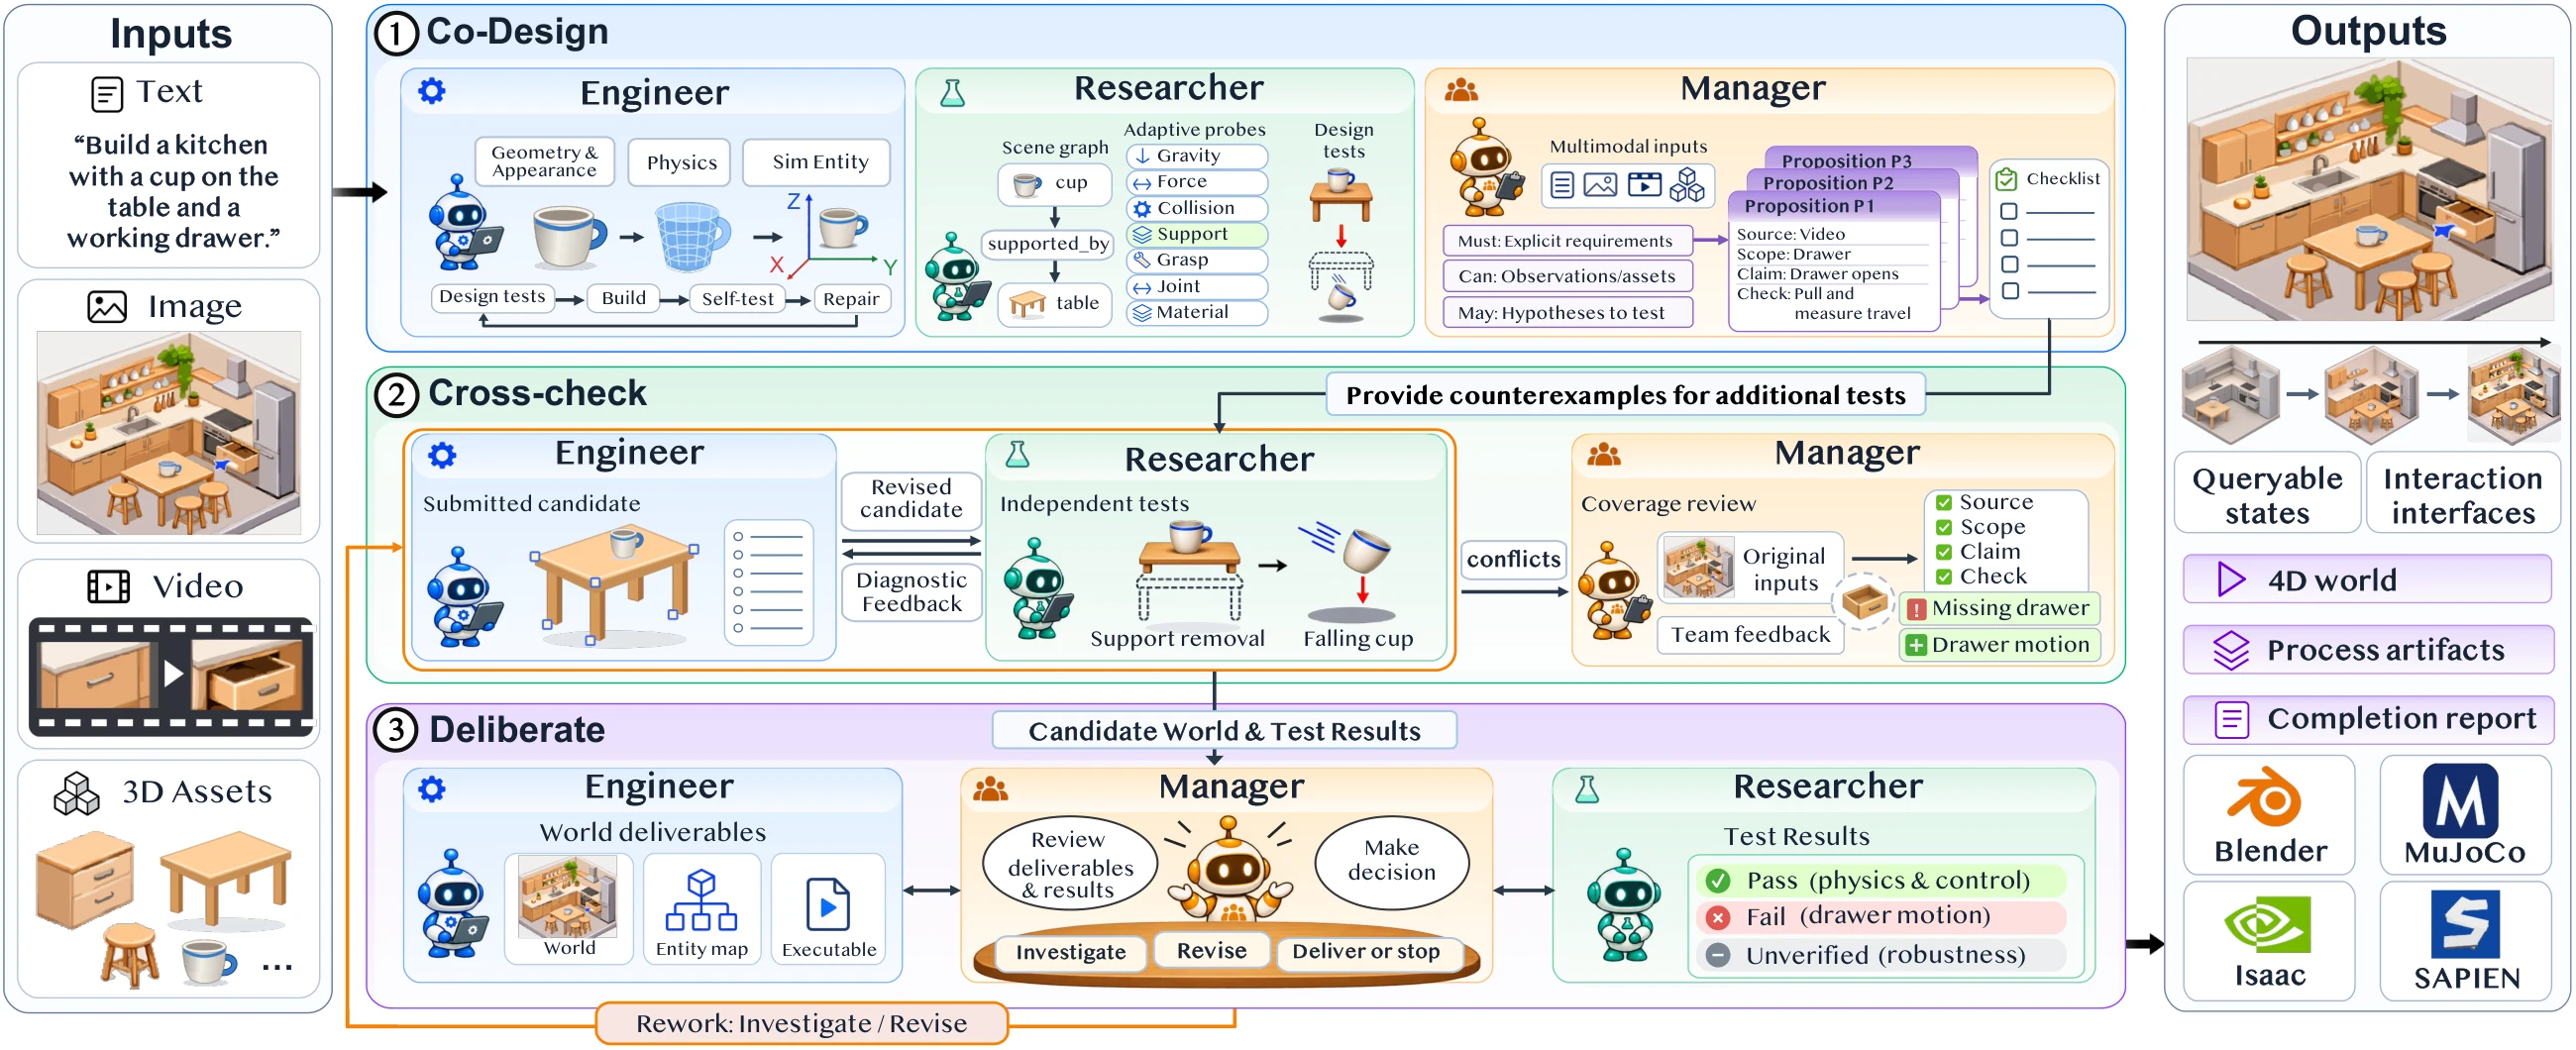 Inputs
Text
“Build a kitchen
with a cup on the
table and a
working drawer.”
Image
Video
3D Assets
...
1 Co-Design
Engineer
Geometry &
Appearance
Physics
Sim Entity
Z
X
Y
Design tests
Build
Self-test
Repair
Researcher
Scene graph
cup
supported_by
table
Adaptive probes
Gravity
Force
Collision
Support
Grasp
Joint
Material
Design
tests
Manager
Multimodal inputs
Must: Explicit requirements
Can: Observations/assets
May: Hypotheses to test
Proposition P3
Proposition P2
Proposition P1
Source: Video
Scope: Drawer
Claim: Drawer opens
Check: Pull and
measure travel
Checklist
2 Cross-check
Provide counterexamples for additional tests
Engineer
Submitted candidate
Revised
candidate
Diagnostic
Feedback
Researcher
Independent tests
Support removal
Falling cup
conflicts
Manager
Coverage review
Original
inputs
Team feedback
Source
Scope
Claim
Check
Missing drawer
Drawer motion
3 Deliberate
Candidate World & Test Results
Engineer
World deliverables
World
Entity map
Executable
Manager
Review
deliverables
& results
Make
decision
Investigate
Revise
Deliver or stop
Researcher
Test Results
Pass (physics & control)
Fail (drawer motion)
Unverified (robustness)
Rework: Investigate / Revise
Outputs
Queryable
states
Interaction
interfaces
4D world
Process artifacts
Completion report
Blender
M
MuJoCo
Isaac
S
SAPIEN